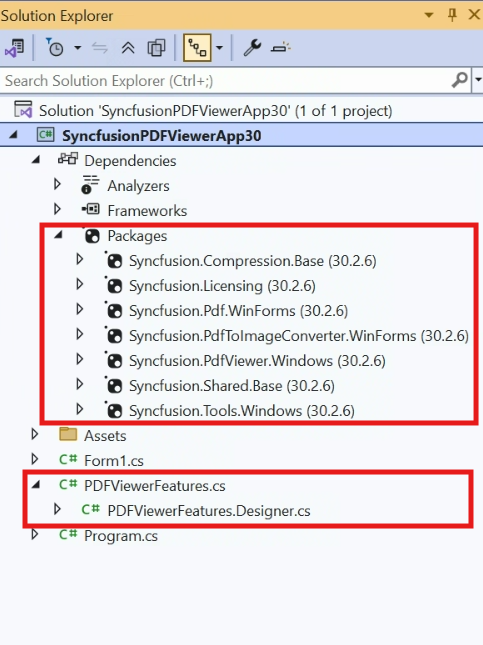 Solution Explorer
Search Solution Explorer (Ctrl+;)
Solution 'SyncfusionPDFViewerApp30' (1 of 1 project)
C# SyncfusionPDFViewerApp30
Dependencies
Analyzers
Frameworks
Packages
Syncfusion.Compression.Base (30.2.6)
Syncfusion.Licensing (30.2.6)
Syncfusion.Pdf.WinForms (30.2.6)
Syncfusion.PdfToImageConverter.WinForms (30.2.6)
Syncfusion.PdfViewer.Windows (30.2.6)
Syncfusion.Shared.Base (30.2.6)
Syncfusion.Tools.Windows (30.2.6)
Assets
C# Form1.cs
C# PDFViewerFeatures.cs
C# PDFViewerFeatures.Designer.cs
C# Program.cs